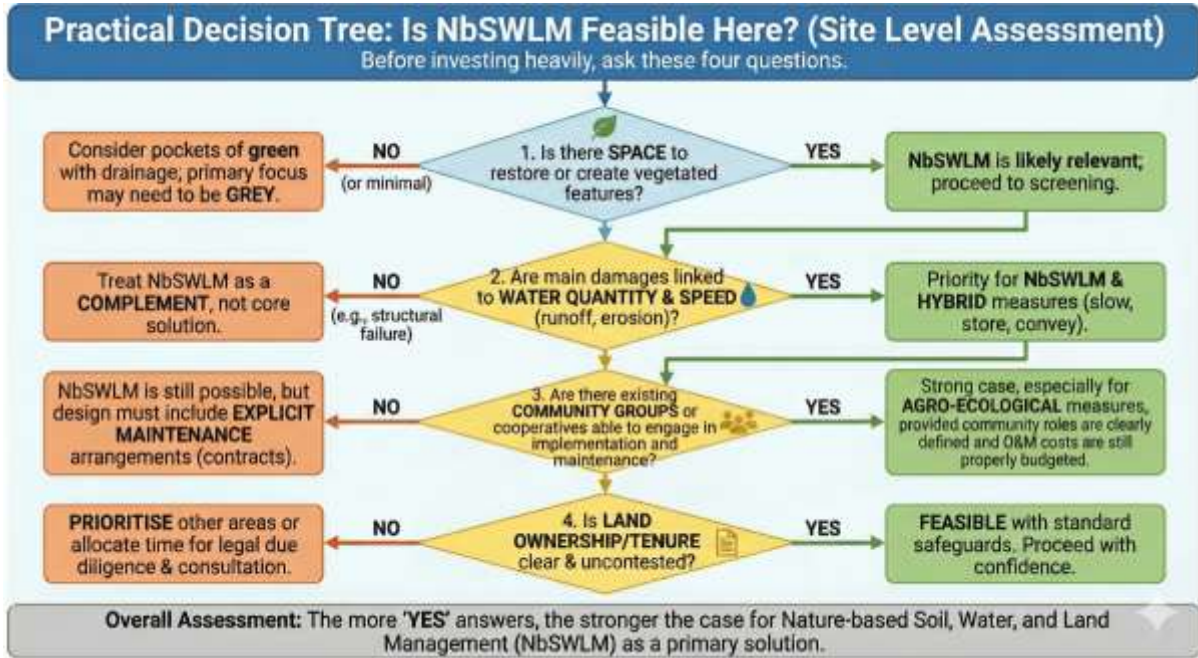 Practical Decision Tree: Is NbSWLM Feasible Here? (Site Level Assessment)
Before investing heavily, ask these four questions.
1. Is there SPACE to
restore or create vegetated
features?
NO
(or minimal)
Consider pockets of green
with drainage; primary focus
may need to be GREY.
YES
NbSWLM is likely relevant;
proceed to screening.
2. Are main damages linked
to WATER QUANTITY & SPEED
(runoff, erosion)?
NO
(e.g., structural
failure)
Treat NbSWLM as a
COMPLEMENT, not core
solution.
YES
Priority for NbSWLM &
HYBRID measures (slow,
store, convey).
3. Are there existing
COMMUNITY GROUPS or
cooperatives able to engage in
implementation and
maintenance?
NO
NbSWLM is still possible, but
design must include EXPLICIT
MAINTENANCE
arrangements (contracts).
YES
Strong case, especially for
AGRO-ECOLOGICAL measures,
provided community roles are clearly
defined and O&M costs are still
properly budgeted.
4. Is LAND
OWNERSHIP/TENURE
clear & uncontested?
NO
PRIORITISE other areas or
allocate time for legal due
diligence & consultation.
YES
FEASIBLE with standard
safeguards. Proceed with
confidence.
Overall Assessment: The more 'YES' answers, the stronger the case for Nature-based Soil, Water, and Land
Management (NbSWLM) as a primary solution.